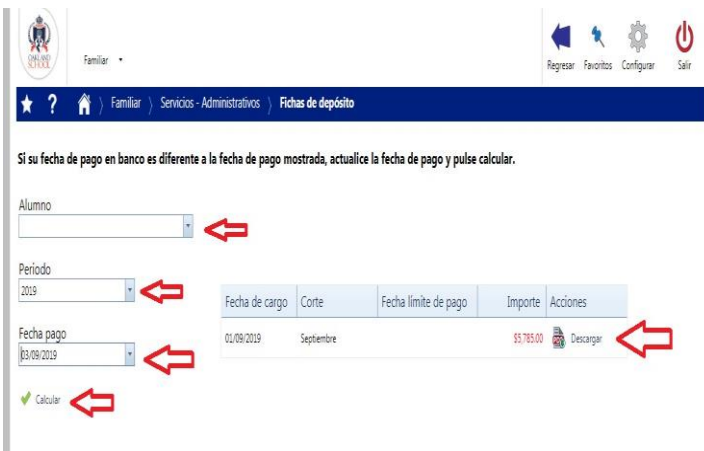 OAKLAND
SCHOOL
Familiar
Regresar Favoritos Configurar Salir
? Familiar Servicios - Administrativos Fichas de depósito
Si su fecha de pago en banco es diferente a la fecha de pago mostrada, actualice la fecha de pago y pulse calcular.
Alumno
Periodo
2019
Fecha de cargo Corte Fecha límite de pago Importe Acciones
Fecha pago
01/09/2019 Septiembre $5,785.00 Descargar
03/09/2019
Calcular